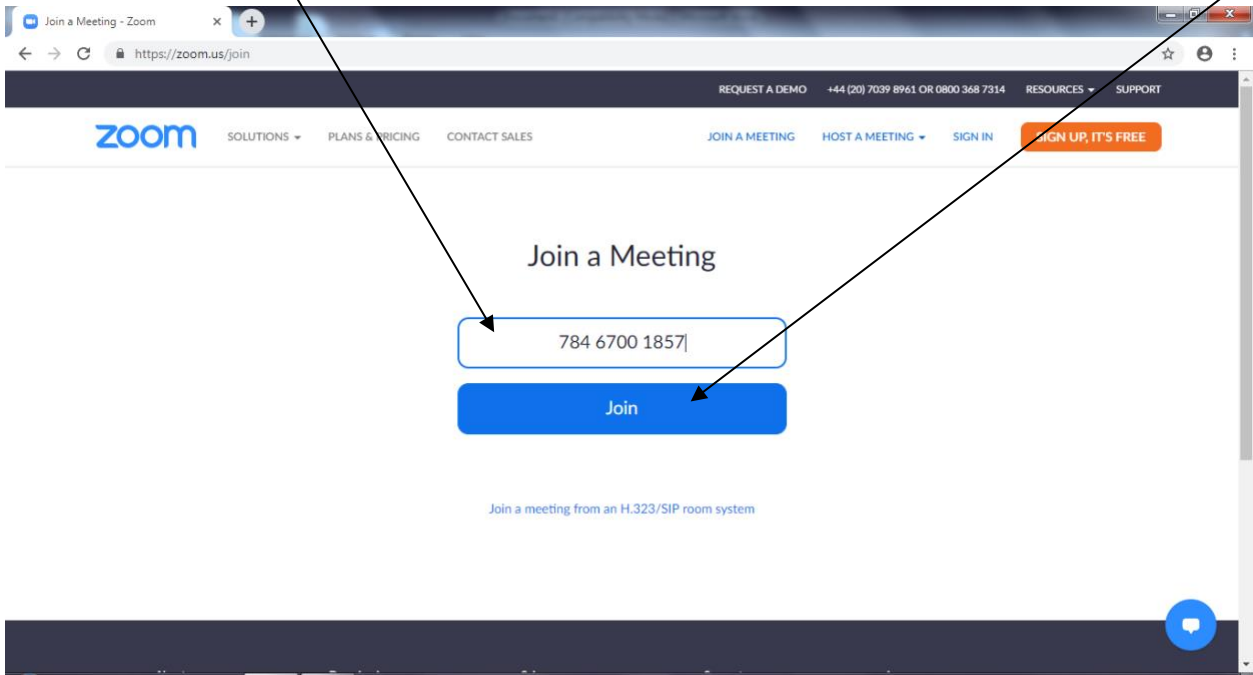 Join a Meeting - Zoom
https://zoom.us/join
REQUEST A DEMO +44 (20) 7039 8961 OR 0800 368 7314 RESOURCES SUPPORT
zoom SOLUTIONS PLANS & PRICING CONTACT SALES JOIN A MEETING HOST A MEETING SIGN IN SIGN UP, IT'S FREE
Join a Meeting
784 6700 1857
Join
Join a meeting from an H.323/SIP room system